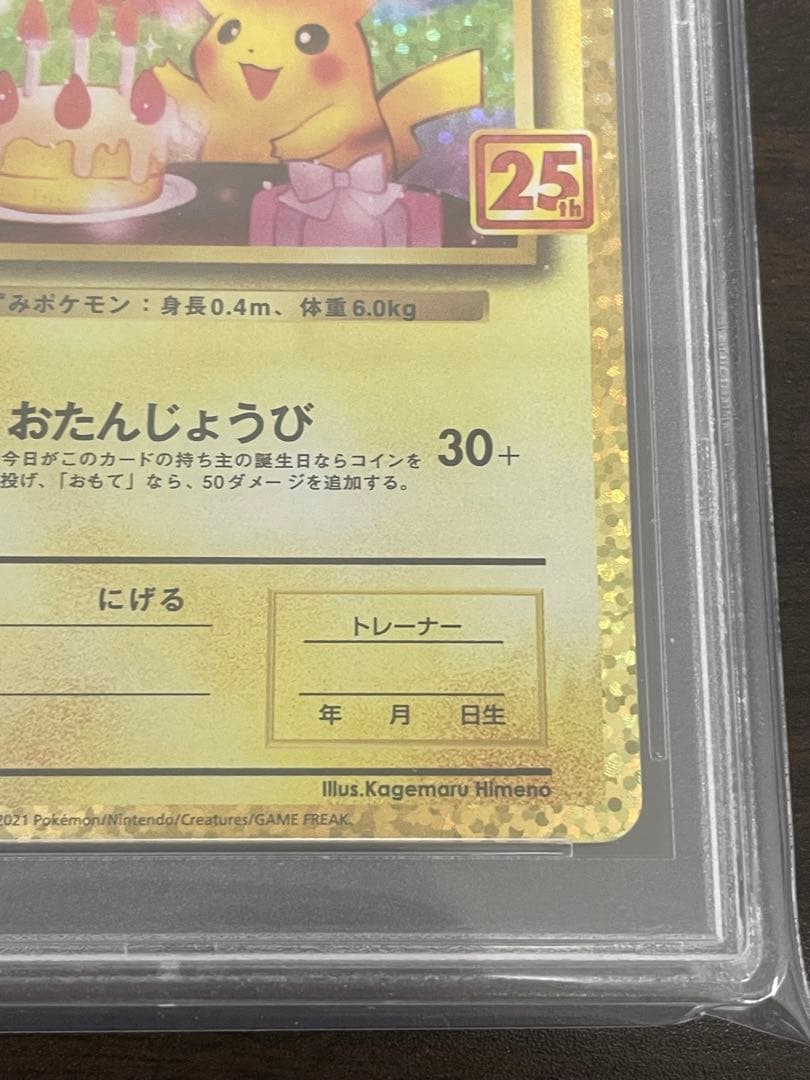 25th
ずみポケモン：身長0.4m、体重6.0kg
おたんじょうび
30+
今日がこのカードの持ち主の誕生日ならコインを
投げ、「おもて」なら、50ダメージを追加する。
にげる
トレーナー
年 月 日生
Illus.Kagemaru Himeno
2021 Pokémon/Nintendo/Creatures/GAME FREAK.